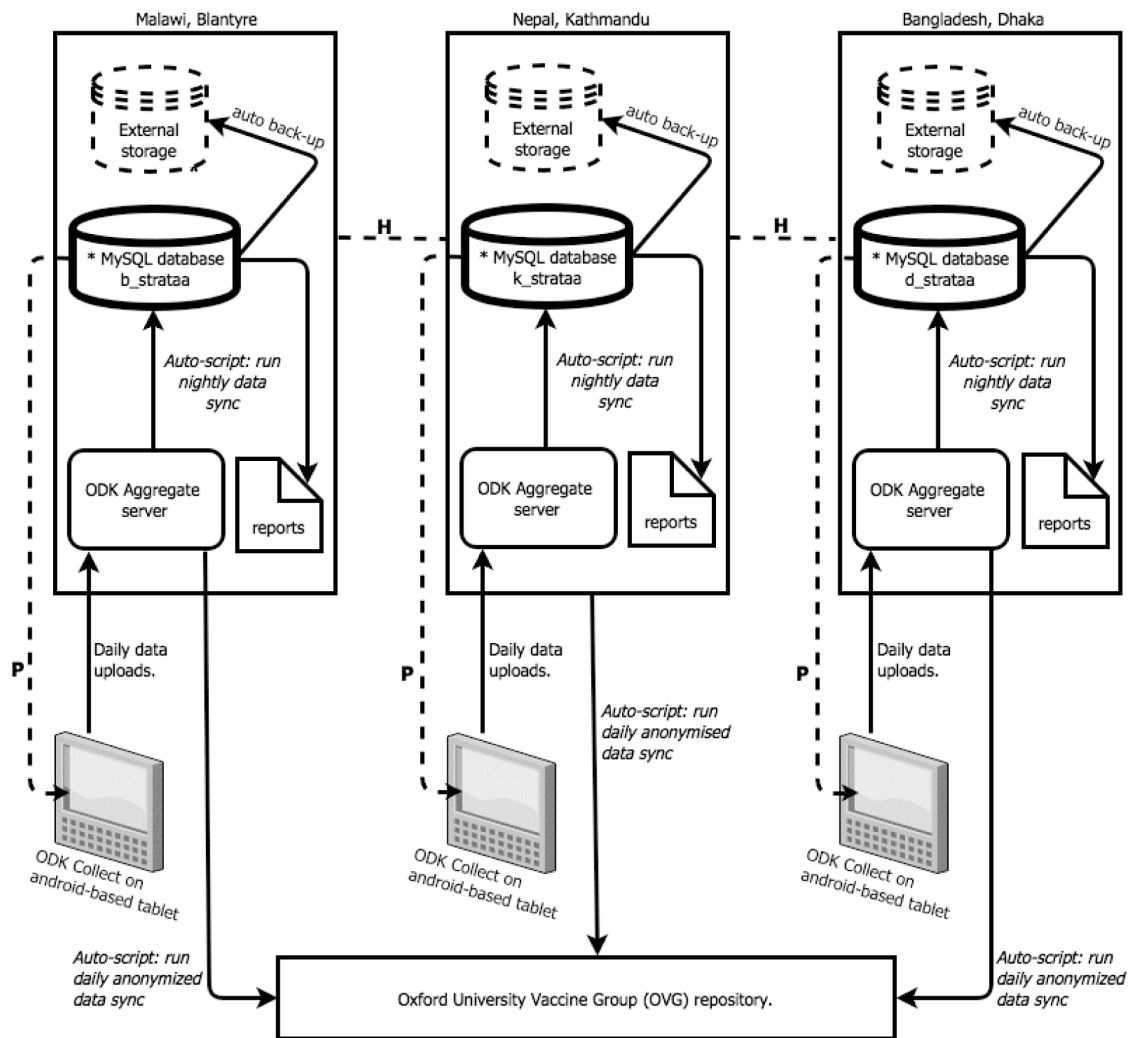 Malawi, Blantyre
Nepal, Kathmandu
Bangladesh, Dhaka
External
storage
auto back-up
External
storage
auto back-up
External
storage
auto back-up
H
H
* MySQL database
b_strataa
* MySQL database
k_strataa
* MySQL database
d_strataa
Auto-script: run
nightly data
sync
Auto-script: run
nightly data
sync
Auto-script: run
nightly data
sync
ODK Aggregate
server
reports
ODK Aggregate
server
reports
ODK Aggregate
server
reports
P
Daily data
uploads.
P
Daily data
uploads.
P
Daily data
uploads.
Auto-script: run
daily anonymised
data sync
ODK Collect on
android-based tablet
ODK Collect on
android-based tablet
ODK Collect on
android-based tablet
Auto-script: run
daily anonymized
data sync
Oxford University Vaccine Group (OVG) repository.
Auto-script: run
daily anonymized
data sync